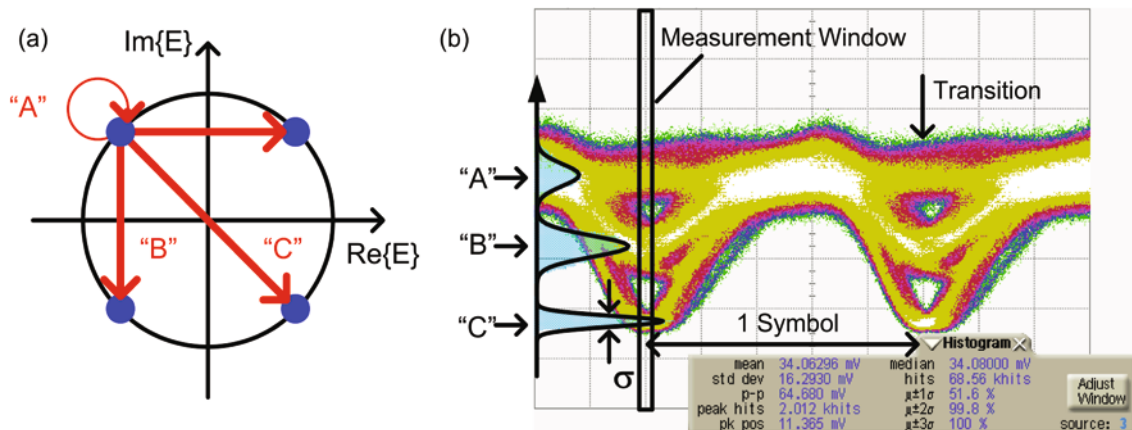 (a)
Im{E}
"A"
"B"
"C"
Re{E}
(b)
Measurement Window
Transition
"A"
"B"
"C"
σ
1 Symbol
Histogram
mean 34.06296 mV median 34.08000 mV
std dev 16.2930 mV hits 68.56 khits
p-p 64.680 mV μ±1σ 51.6 %
peak hits 2.012 khits μ±2σ 99.8 %
pk pos 11.365 mV μ±3σ 100 %
Adjust
Window
source: 3